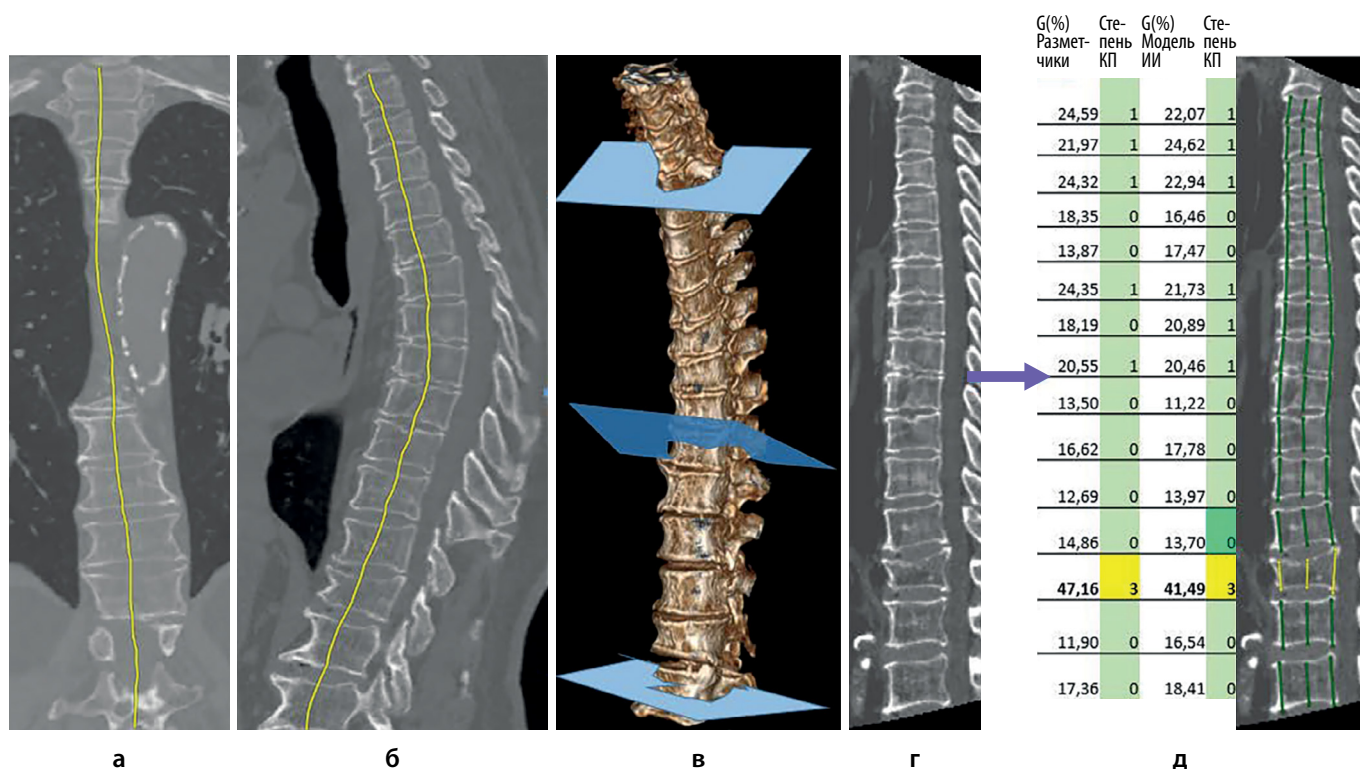 G(%) Сте- G(%) Сте-
Размет- пень Модель пень
чики КП ИИ КП
24,59 1 22,07 1
21,97 1 24,62 1
24,32 1 22,94 1
18,35 0 16,46 0
13,87 0 17,47 0
24,35 1 21,73 1
18,19 0 20,89 1
20,55 1 20,46 1
13,50 0 11,22 0
16,62 0 17,78 0
12,69 0 13,97 0
14,86 0 13,70 0
47,16 3 41,49 3
11,90 0 16,54 0
17,36 0 18,41 0
а б в г д